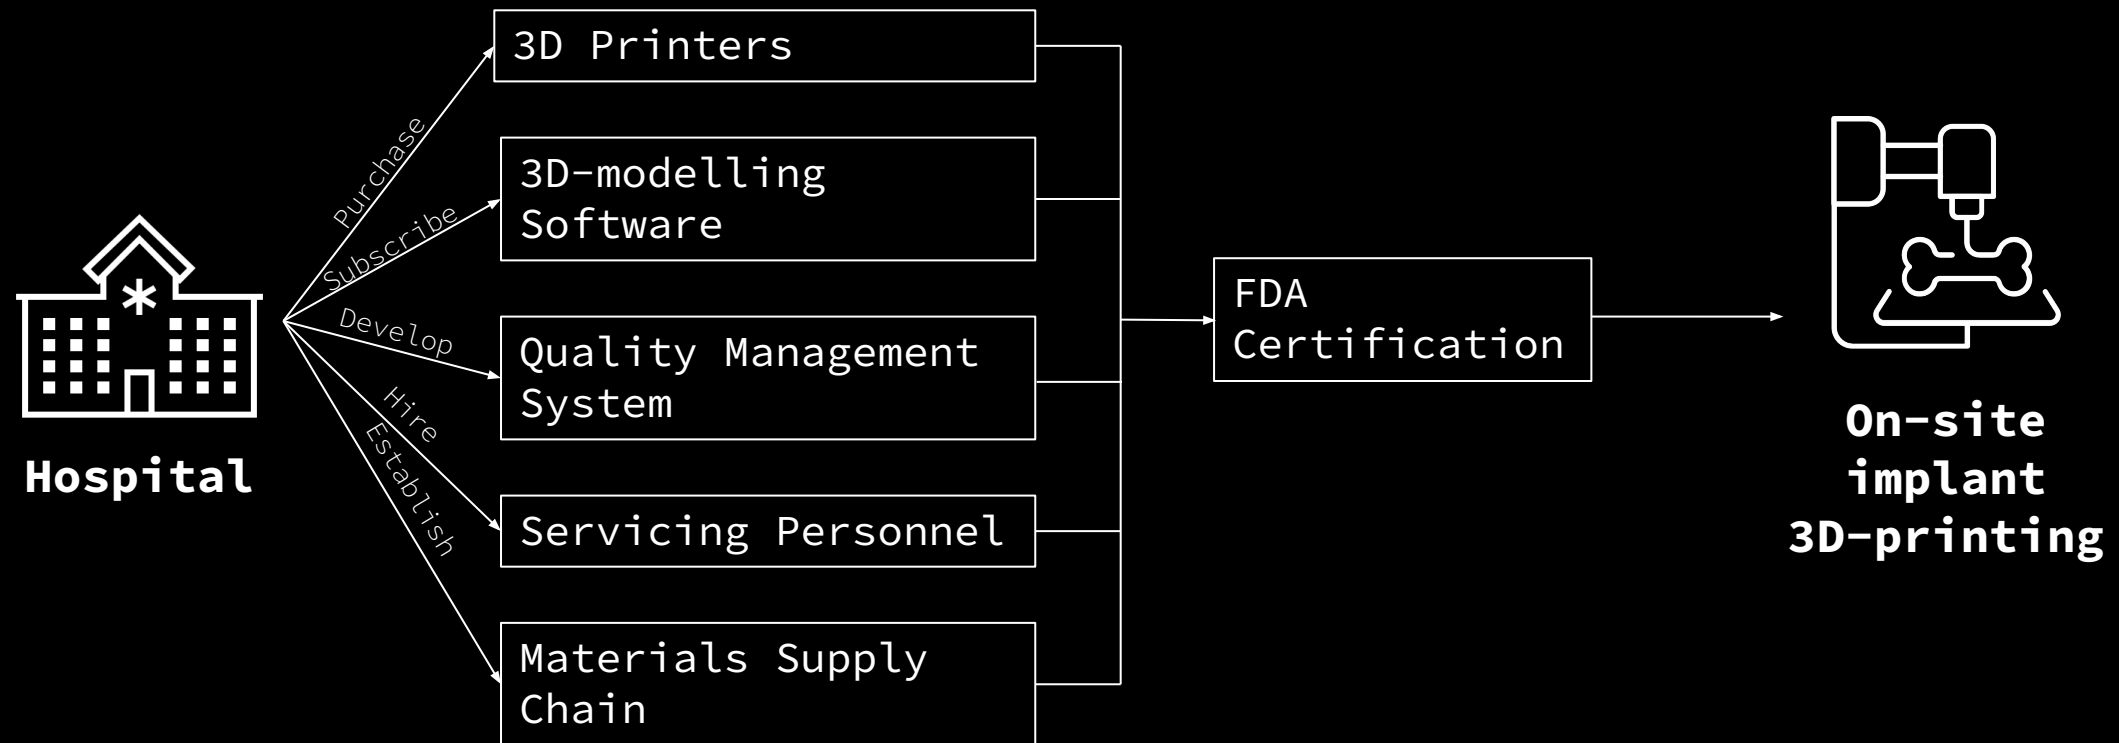 Hospital
Purchase
Subscribe
Develop
Hire
Establish
3D Printers
3D-modelling
Software
Quality Management
System
Servicing Personnel
Materials Supply
Chain
FDA
Certification
On-site
implant
3D-printing